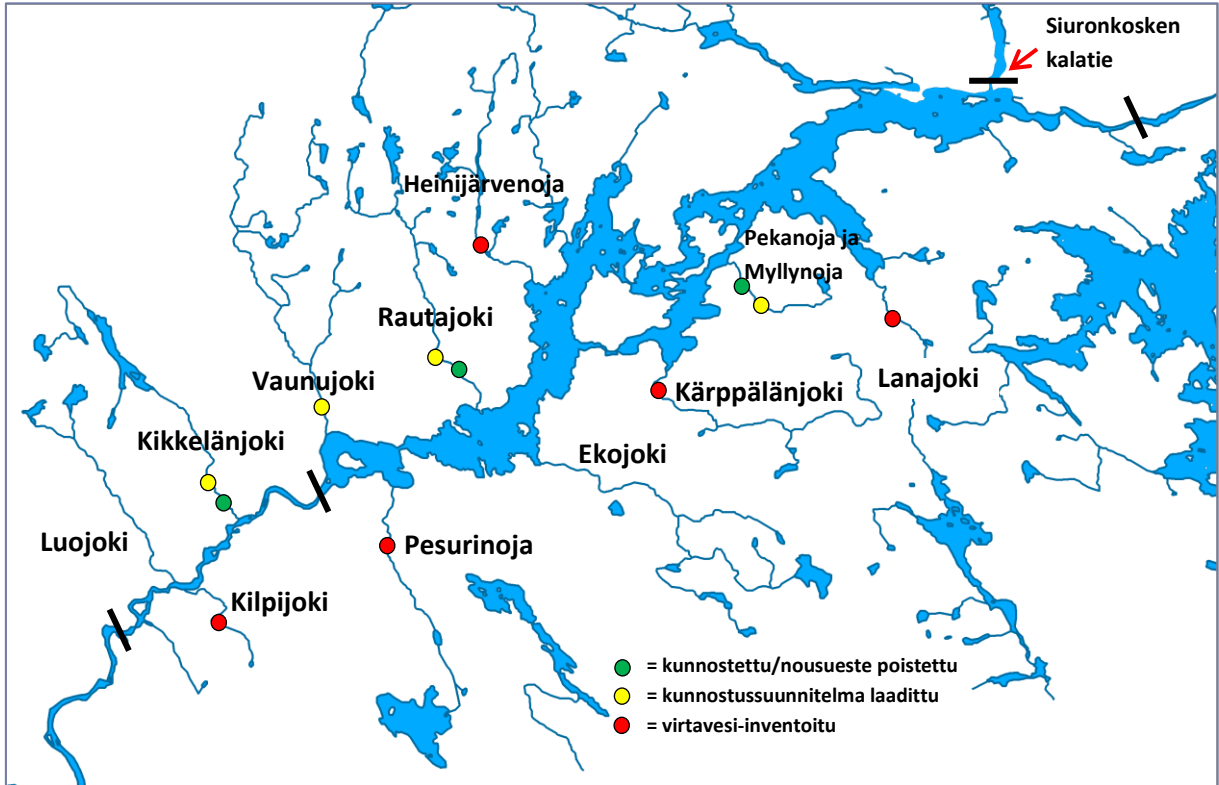 Siuronkosken
kalatie
Heinijärvenoja
Pekanoja ja
Myllynoja
Rautajoki
Vaunujoki
Kärppälänjoki
Lanajoki
Kikkelänjoki
Ekojoki
Luojoki
Pesurinoja
Kilpijoki
= kunnostettu/nousueste poistettu
= kunnostussuunnitelma laadittu
= virtavesi-inventoitu